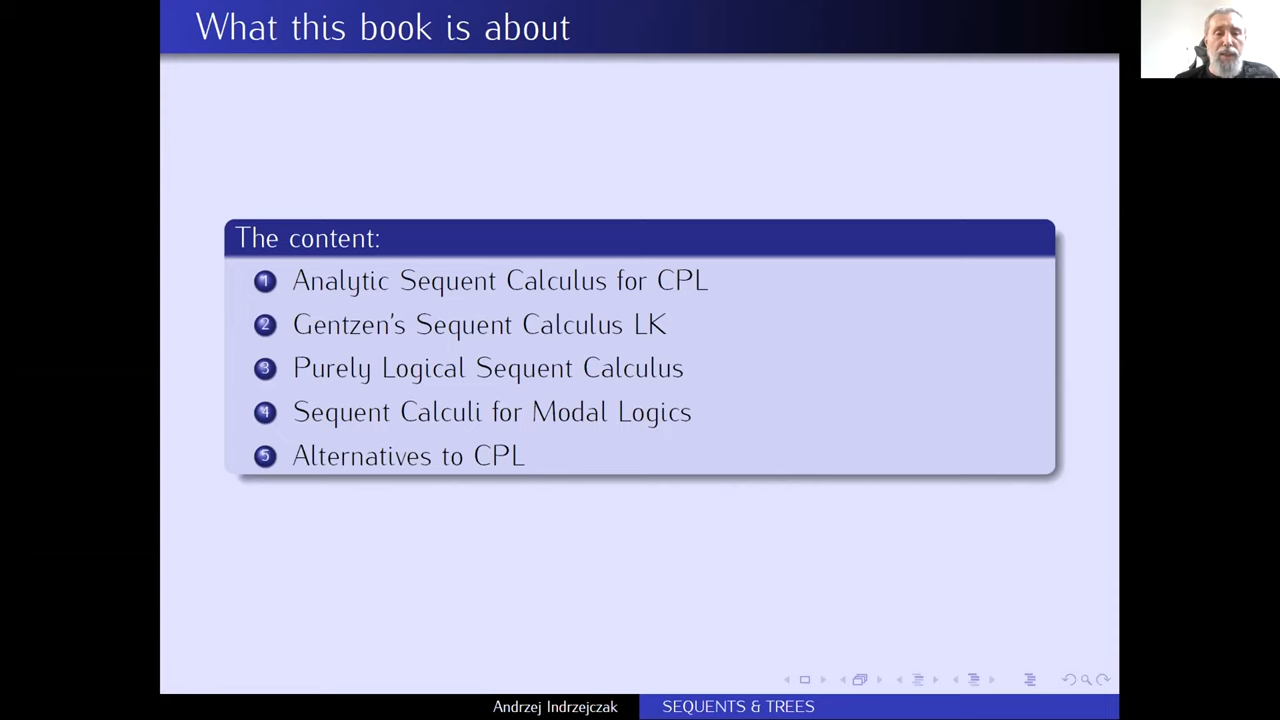 What this book is about
The content:
1 Analytic Sequent Calculus for CPL
2 Gentzen's Sequent Calculus LK
3 Purely Logical Sequent Calculus
4 Sequent Calculi for Modal Logics
5 Alternatives to CPL
Andrzej Indrzejczak SEQUENTS & TREES